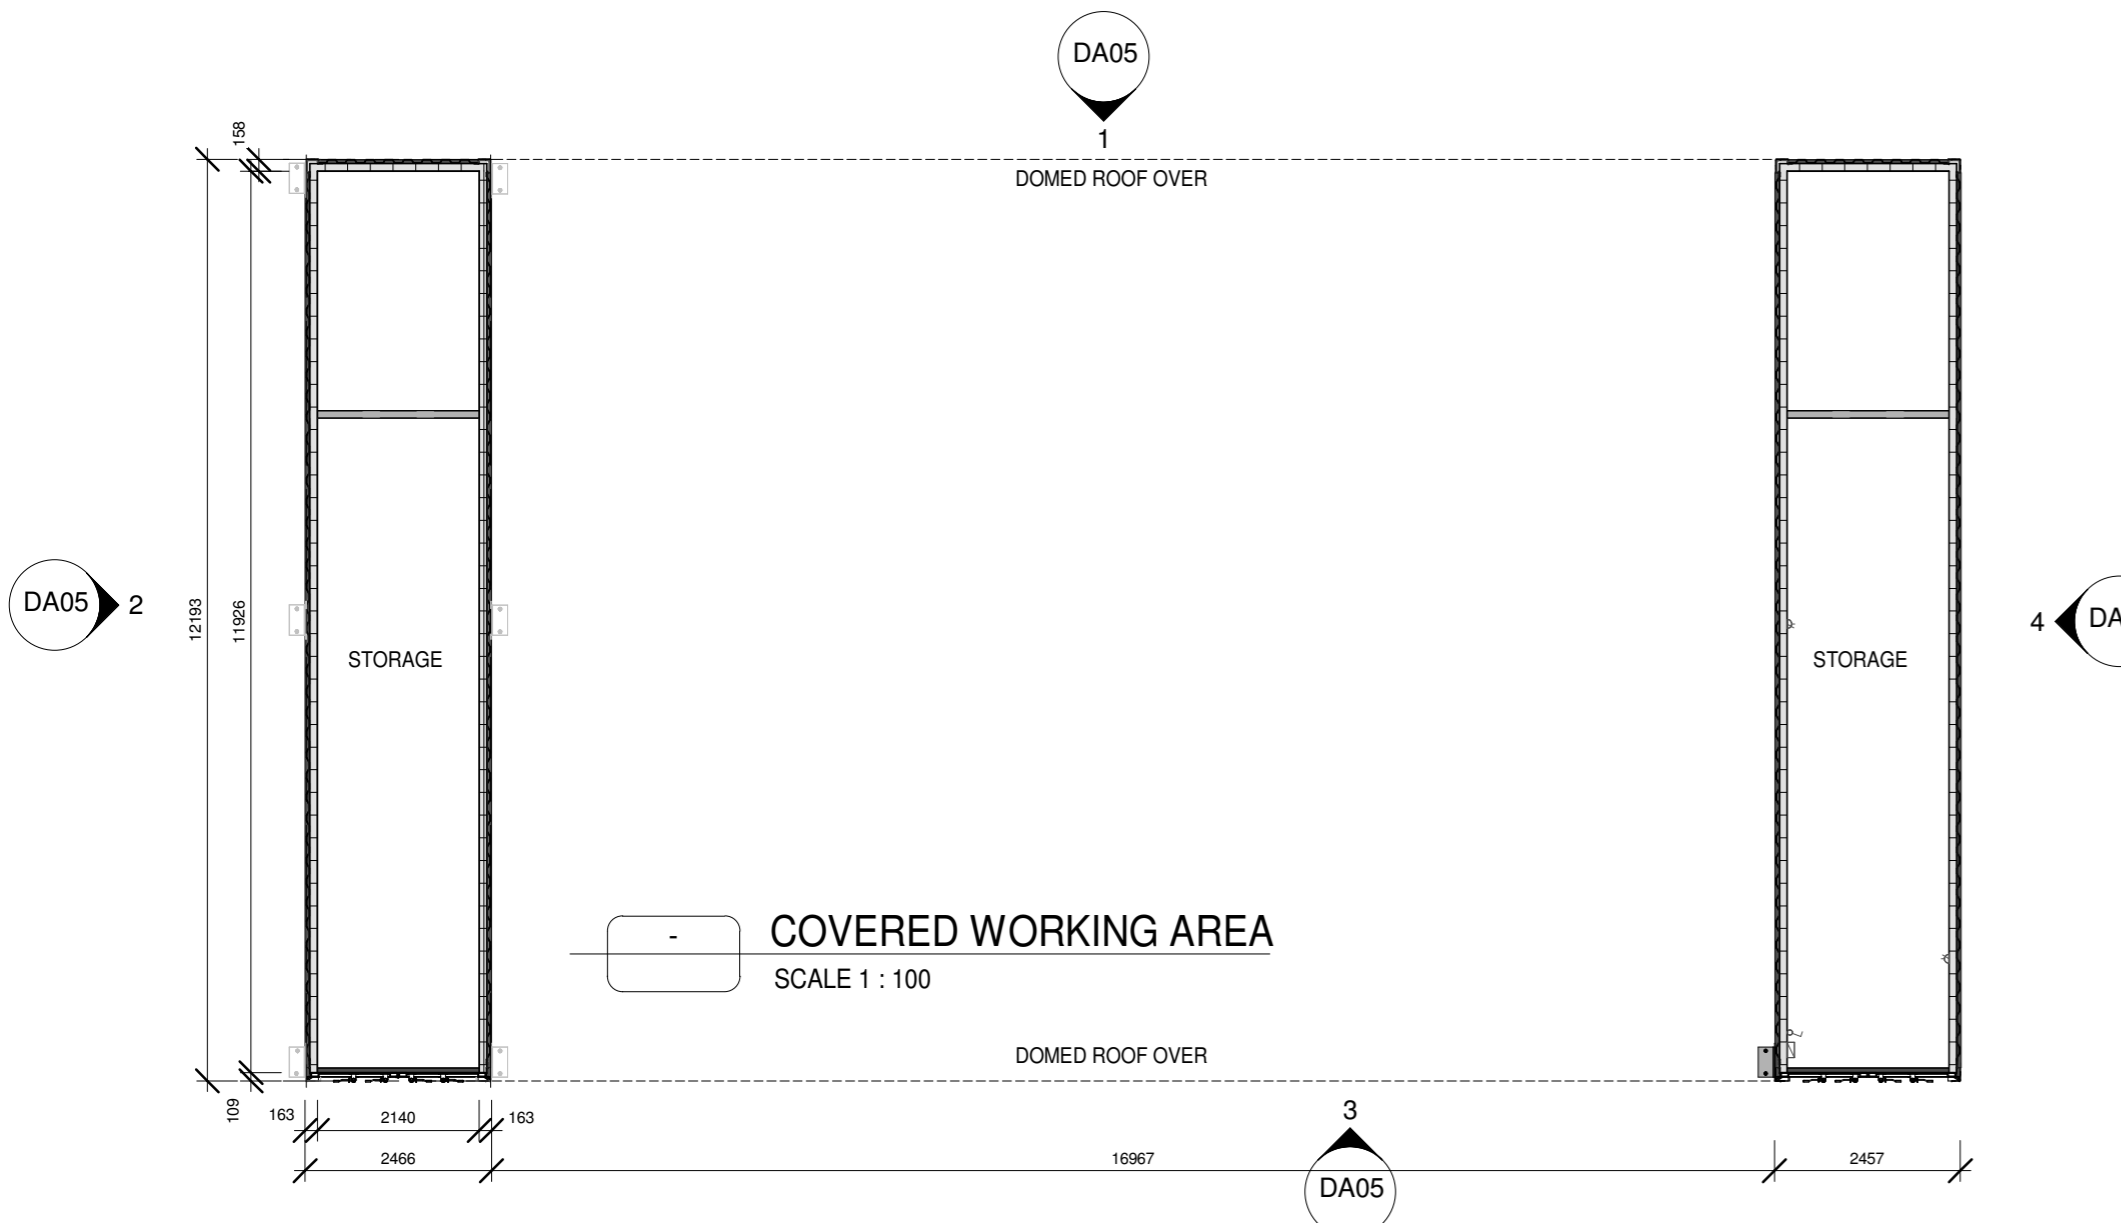 DA05
1
158
DOMED ROOF OVER
DA05
2
12193
11926
STORAGE
STORAGE
4
DA
-
COVERED WORKING AREA
SCALE 1 : 100
DOMED ROOF OVER
109
163
2140
163
3
2466
16967
2457
DA05